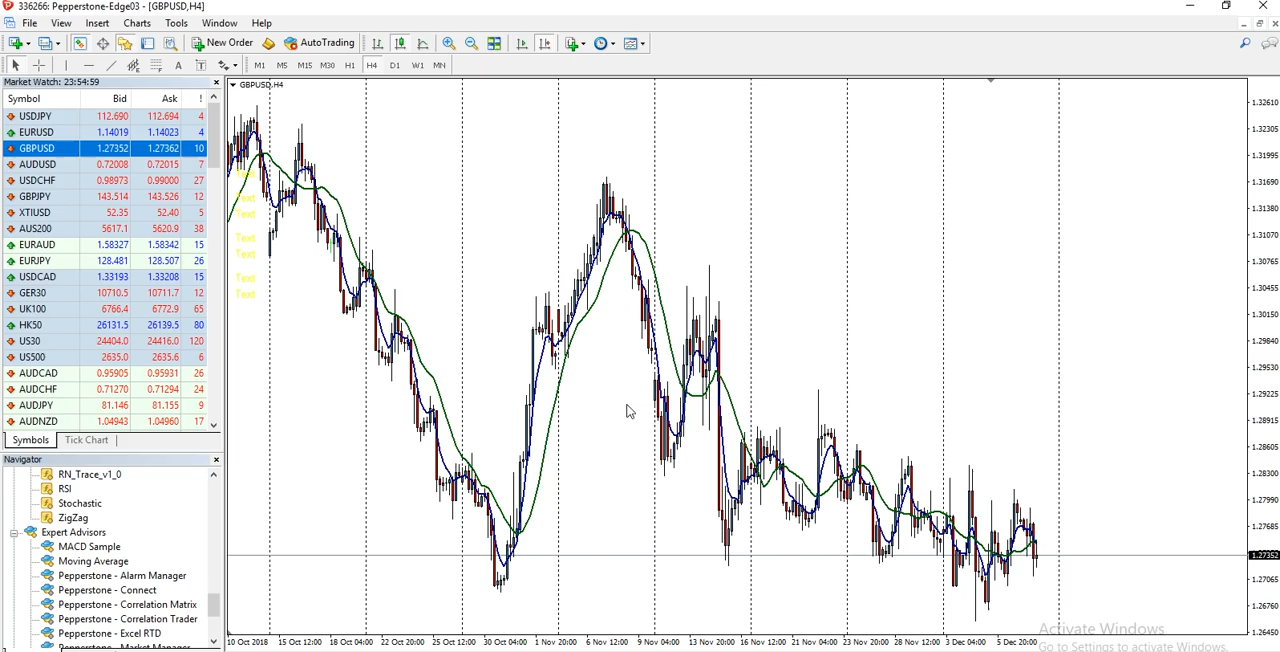 336266: Pepperstone-Edge03 - [GBPUSD,H4]
File View Insert Charts Tools Window Help
New Order AutoTrading
A T M1 M5 M15 M30 H1 H4 D1 W1 MN
Market Watch: 23:54:59
Symbol Bid Ask !
USDJPY 112.690 112.694 4
EURUSD 1.14019 1.14023 4
GBPUSD 1.27352 1.27362 10
AUDUSD 0.72008 0.72015 7
USDCHF 0.98973 0.99000 27
GBPJPY 143.514 143.526 12
XTIUSD 52.35 52.40 5
AUS200 5617.1 5620.9 38
EURAUD 1.58327 1.58342 15
EURJPY 128.481 128.507 26
USDCAD 1.33193 1.33208 15
GER30 10710.5 10711.7 12
UK100 6766.4 6772.9 65
HK50 26131.5 26139.5 80
US30 24404.0 24416.0 120
US500 2635.0 2635.6 6
AUDCAD 0.95905 0.95931 26
AUDCHF 0.71270 0.71294 24
AUDJPY 81.146 81.155 9
AUDNZD 1.04943 1.04960 17
Symbols Tick Chart
Navigator
RN_Trace_v1_0
RSI
Stochastic
ZigZag
Expert Advisors
MACD Sample
Moving Average
Pepperstone - Alarm Manager
Pepperstone - Connect
Pepperstone - Correlation Matrix
Pepperstone - Correlation Trader
Pepperstone - Excel RTD
Pepperstone - Market Manager
GBPUSD,H4
Text
Text
Text
Text
Text
Text
Text
1.32610
1.32305
1.31995
1.31690
1.31380
1.31070
1.30765
1.30455
1.30150
1.29840
1.29530
1.29225
1.28915
1.28605
1.28300
1.27990
1.27685
1.27352
1.27065
1.26760
1.26450
10 Oct 2018 15 Oct 12:00 18 Oct 04:00 22 Oct 20:00 25 Oct 12:00 30 Oct 04:00 1 Nov 20:00 6 Nov 12:00 9 Nov 04:00 13 Nov 20:00 16 Nov 12:00 21 Nov 04:00 23 Nov 20:00 28 Nov 12:00 3 Dec 04:00 5 Dec 20:00
Activate Windows
Go to Settings to activate Windows.